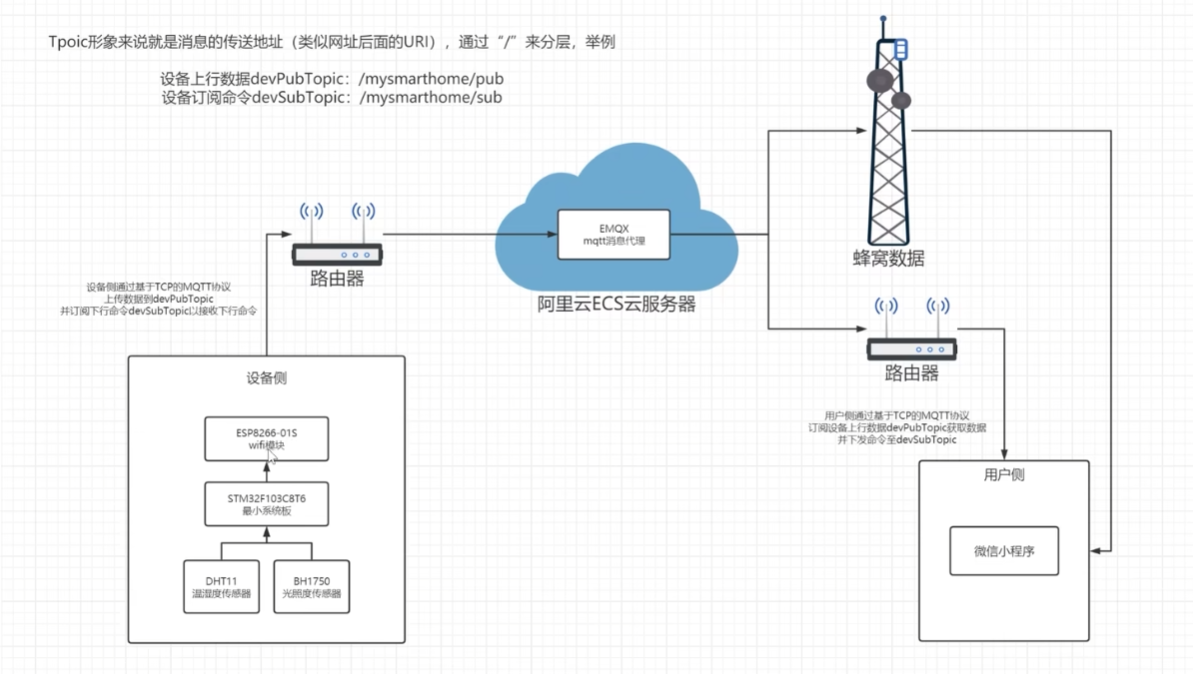 Tpoic形象来说就是消息的传送地址（类似网址后面的URI），通过“/”来分层，举例
设备上行数据devPubTopic：/mysmarthome/pub
设备订阅命令devSubTopic：/mysmarthome/sub
EMQX
mqtt消息代理
阿里云ECS云服务器
蜂窝数据
路由器
设备侧通过基于TCP的MQTT协议
上传数据到devPubTopic
并订阅下行命令devSubTopic以接收下行命令
路由器
用户侧通过基于TCP的MQTT协议
订阅设备上行数据devPubTopic获取数据
并下发命令至devSubTopic
设备侧
ESP8266-01S
wifi模块
STM32F103C8T6
最小系统板
DHT11
温湿度传感器
BH1750
光照度传感器
用户侧
微信小程序